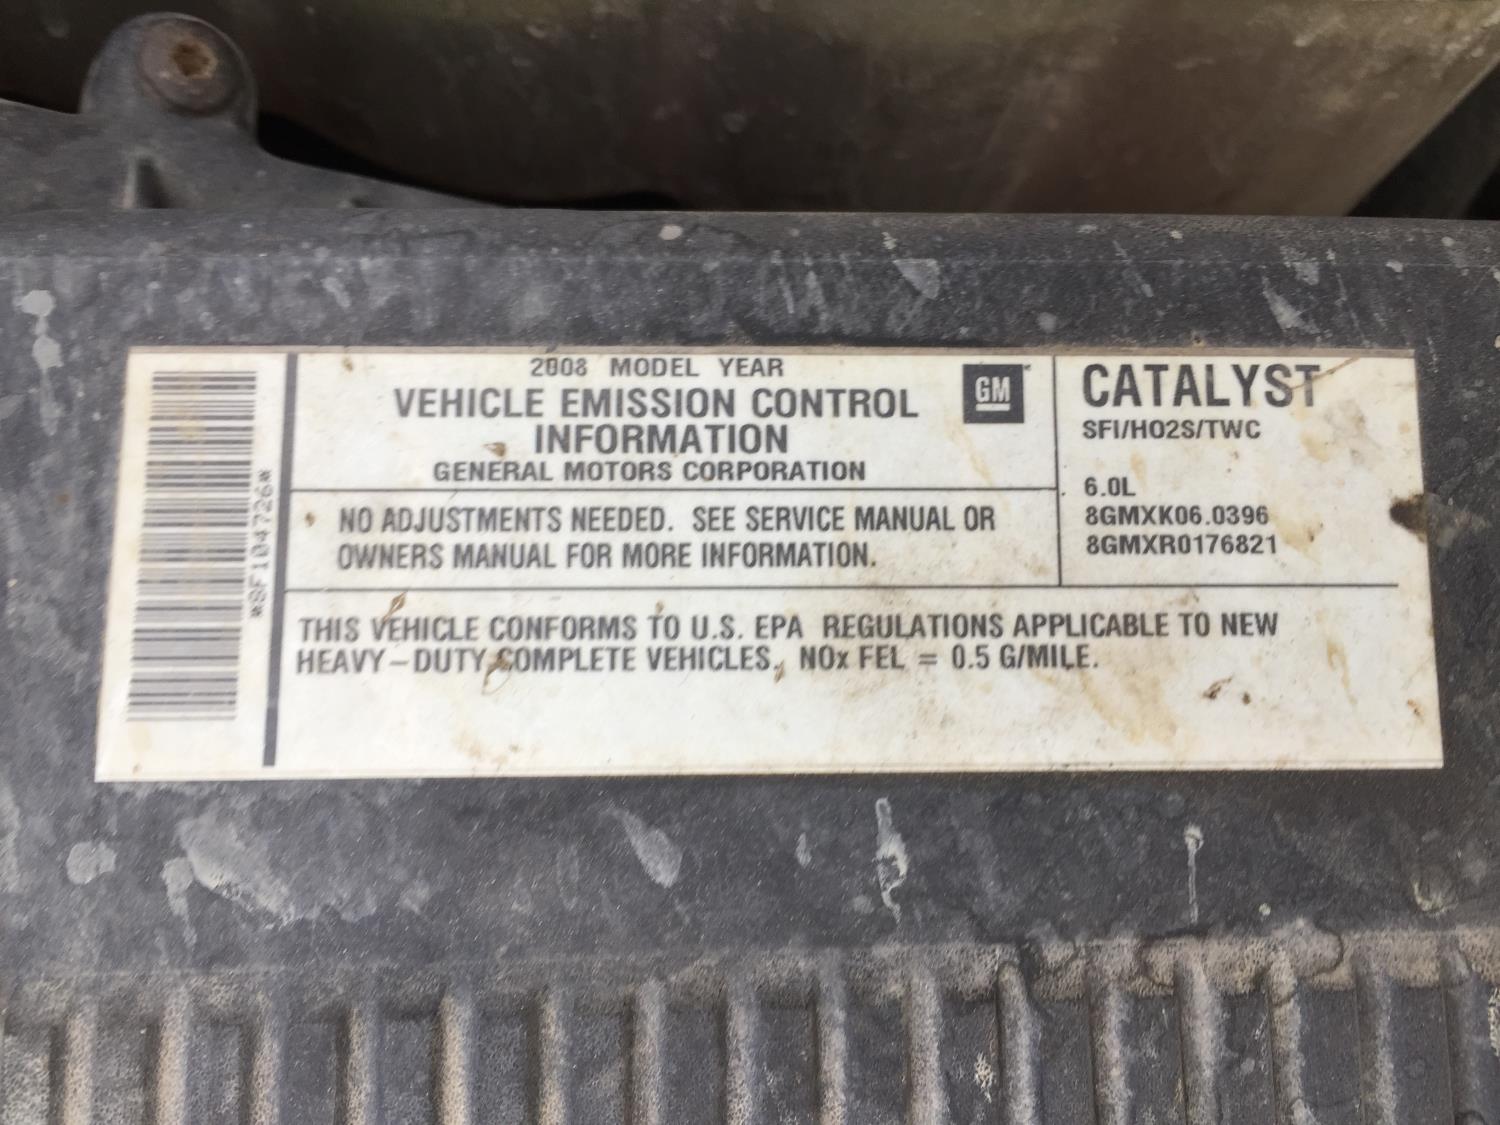 *8F104726*
2008 MODEL YEAR
VEHICLE EMISSION CONTROL
INFORMATION
GENERAL MOTORS CORPORATION
GM
NO ADJUSTMENTS NEEDED. SEE SERVICE MANUAL OR
OWNERS MANUAL FOR MORE INFORMATION.
CATALYST
SFI/HO2S/TWC
6.0L
8GMXK06.0396
8GMXR0176821
THIS VEHICLE CONFORMS TO U.S. EPA REGULATIONS APPLICABLE TO NEW
HEAVY-DUTY COMPLETE VEHICLES. NOx FEL = 0.5 G/MILE.